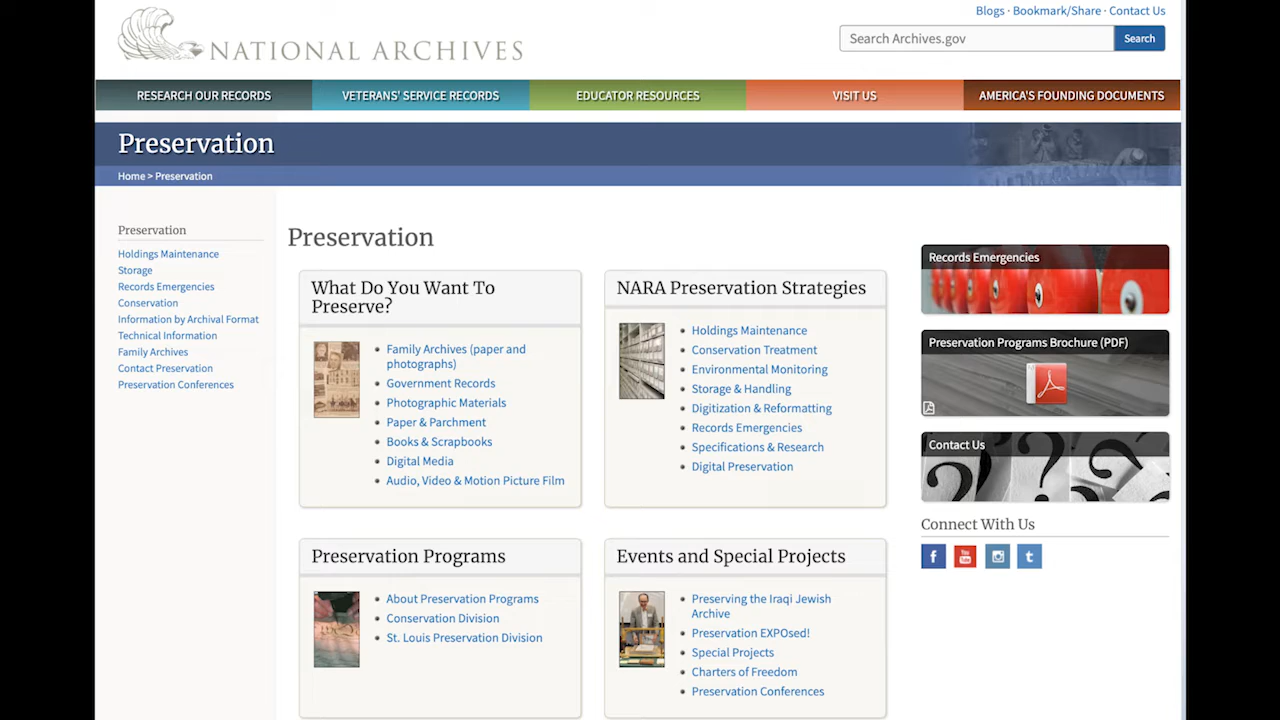 Blogs · Bookmark/Share · Contact Us
NATIONAL ARCHIVES
Search Archives.gov
Search
RESEARCH OUR RECORDS
VETERANS' SERVICE RECORDS
EDUCATOR RESOURCES
VISIT US
AMERICA'S FOUNDING DOCUMENTS
Preservation
Home > Preservation
Preservation
Holdings Maintenance
Storage
Records Emergencies
Conservation
Information by Archival Format
Technical Information
Family Archives
Contact Preservation
Preservation Conferences
Preservation
What Do You Want To
Preserve?
Family Archives (paper and
photographs)
Government Records
Photographic Materials
Paper & Parchment
Books & Scrapbooks
Digital Media
Audio, Video & Motion Picture Film
NARA Preservation Strategies
Holdings Maintenance
Conservation Treatment
Environmental Monitoring
Storage & Handling
Digitization & Reformatting
Records Emergencies
Specifications & Research
Digital Preservation
Preservation Programs
About Preservation Programs
Conservation Division
St. Louis Preservation Division
Events and Special Projects
Preserving the Iraqi Jewish
Archive
Preservation EXPOsed!
Special Projects
Charters of Freedom
Preservation Conferences
Records Emergencies
Preservation Programs Brochure (PDF)
Contact Us
Connect With Us